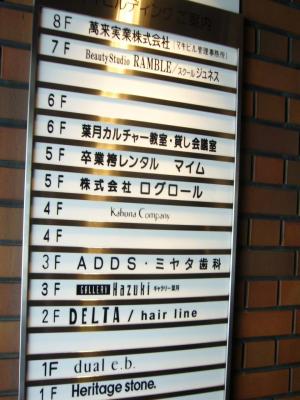 ビルディング ご案内
8F 萬来実業株式会社(マキビル管理事務所)
7F Beauty Studio RAMBLE/スクールジュネス
6F
6F 葉月カルチャー教室・貸し会議室
5F 卒業袴レンタル マイム
5F 株式会社 ログロール
4F Kahuna Company
4F
3F ADDS・ミヤタ歯科
3F GALLERY Hazuki ギャラリー葉月
2F DELTA / hair line
1F dual e.b.
1F Heritage stone.